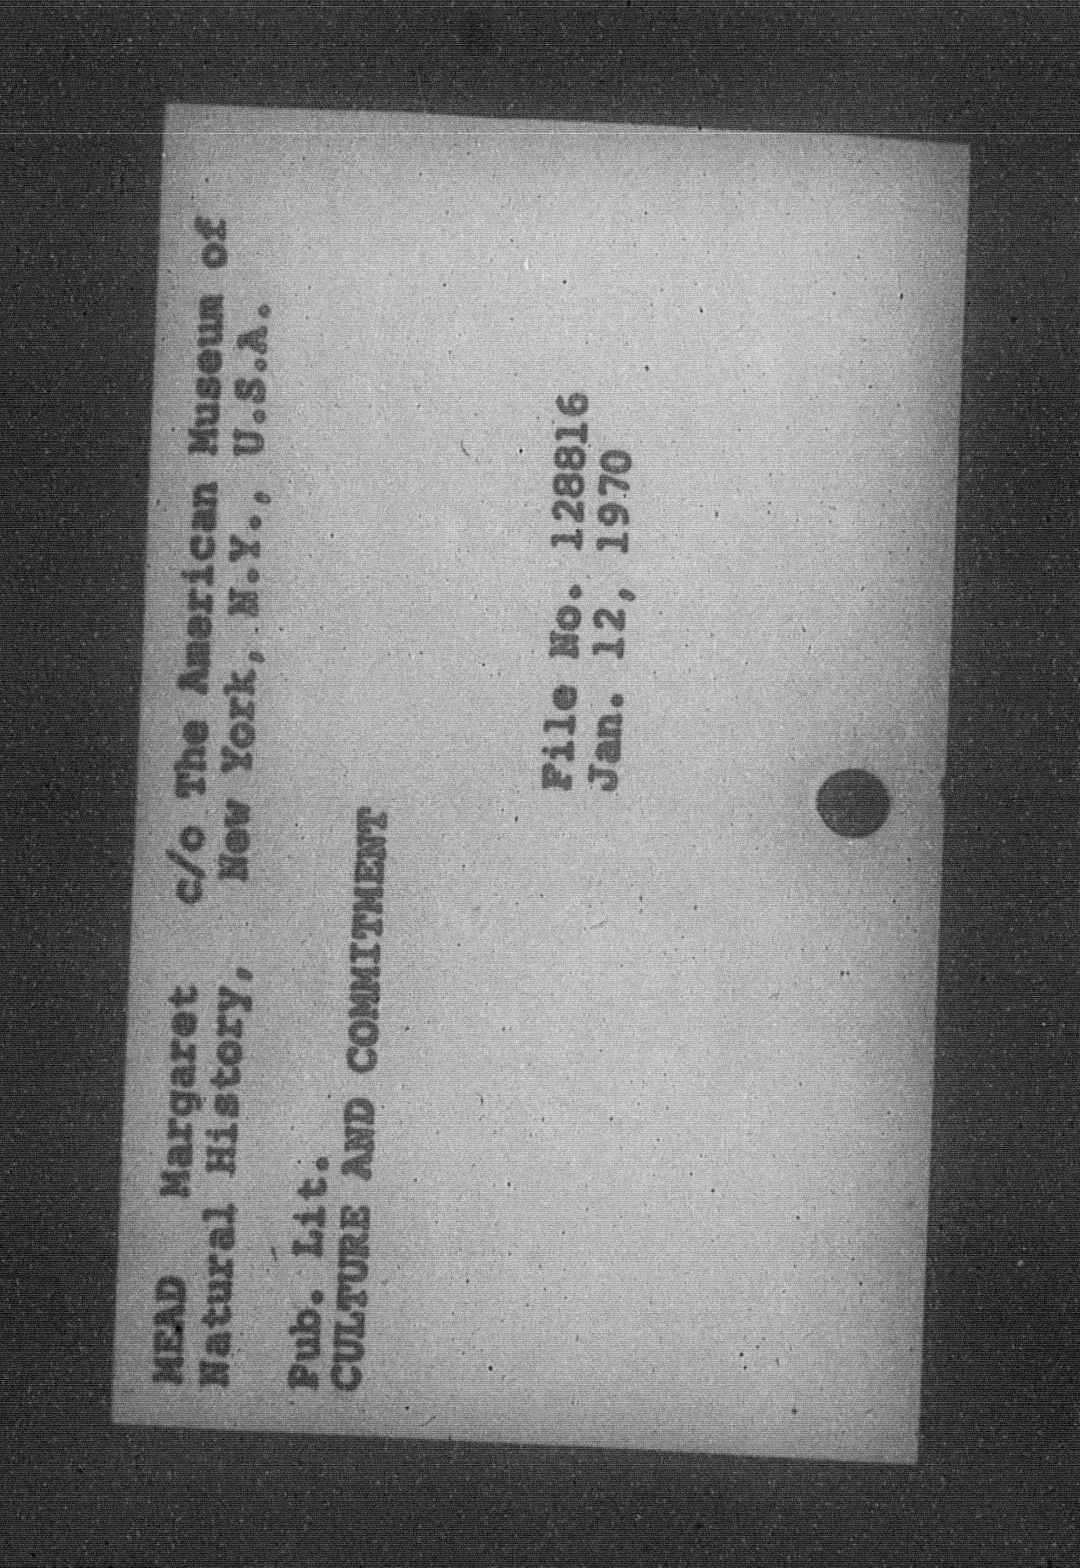 MEAD Margaret c/o The American Museum of
Natural History, New York, N.Y., U.S.A.
Pub. Lit.
CULTURE AND COMMITMENT
File No. 128816
Jan. 12, 1970